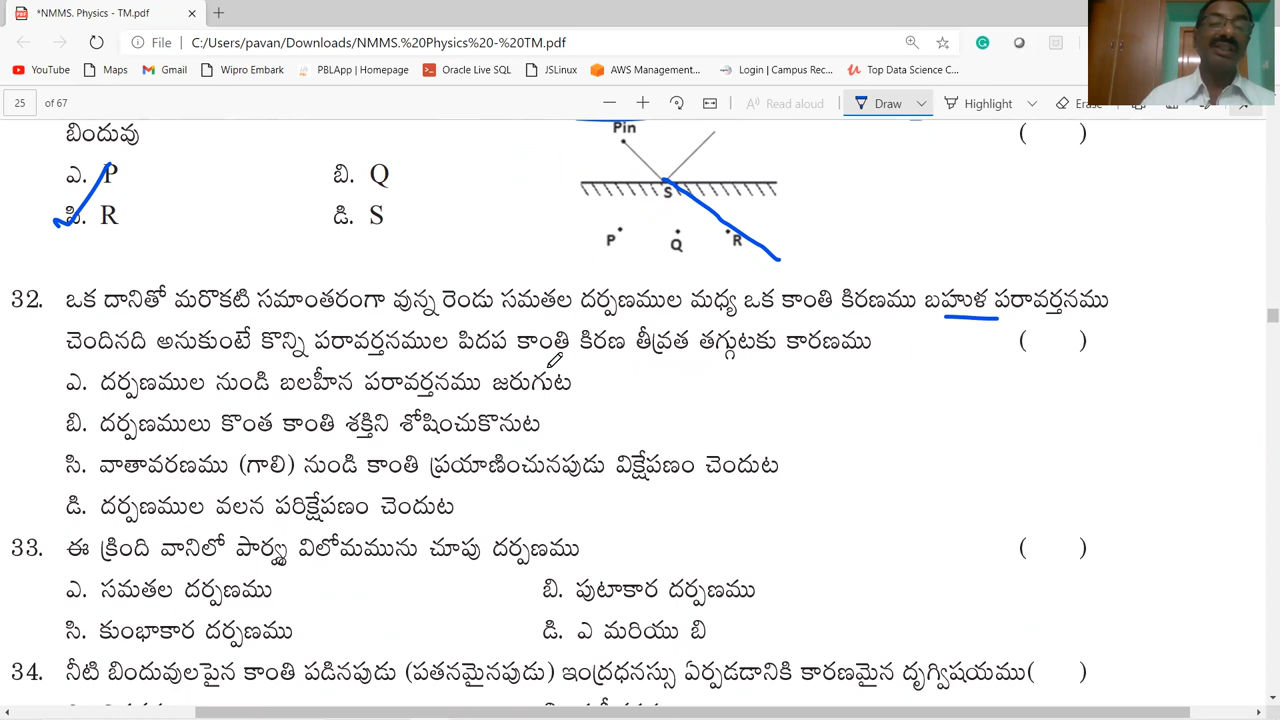 *NMMS. Physics - TM.pdf
File C:/Users/pavan/Downloads/NMMS.%20Physics%20-%20TM.pdf
YouTube Maps Gmail Wipro Embark PBLApp | Homepage Oracle Live SQL JSLinux AWS Management... Login | Campus Rec... Top Data Science C...
25 of 67 Read aloud Draw Highlight Erase
బిందువు ( )
Pin
ఎ. P బి. Q
S
సి. R డి. S
P Q R
32. ఒక దానితో మరొకటి సమాంతరంగా వున్న రెండు సమతల దర్పణముల మధ్య ఒక కాంతి కిరణము బహుళ పరావర్తనము
చెందినది అనుకుంటే కొన్ని పరావర్తనముల పిదప కాంతి కిరణ తీవ్రత తగ్గుటకు కారణము ( )
ఎ. దర్పణముల నుండి బలహీన పరావర్తనము జరుగుట
బి. దర్పణములు కొంత కాంతి శక్తిని శోషించుకొనుట
సి. వాతావరణము (గాలి) నుండి కాంతి ప్రయాణించునపుడు విక్షేపణం చెందుట
డి. దర్పణముల వలన పరిక్షేపణం చెందుట
33. ఈ క్రింది వానిలో పార్శ్వ విలోమమును చూపు దర్పణము ( )
ఎ. సమతల దర్పణము బి. పుటాకార దర్పణము
సి. కుంభాకార దర్పణము డి. ఎ మరియు బి
34. నీటి బిందువులపైన కాంతి పడినపుడు (పతనమైనపుడు) ఇంద్రధనస్సు ఏర్పడడానికి కారణమైన దృగ్విషయము( )